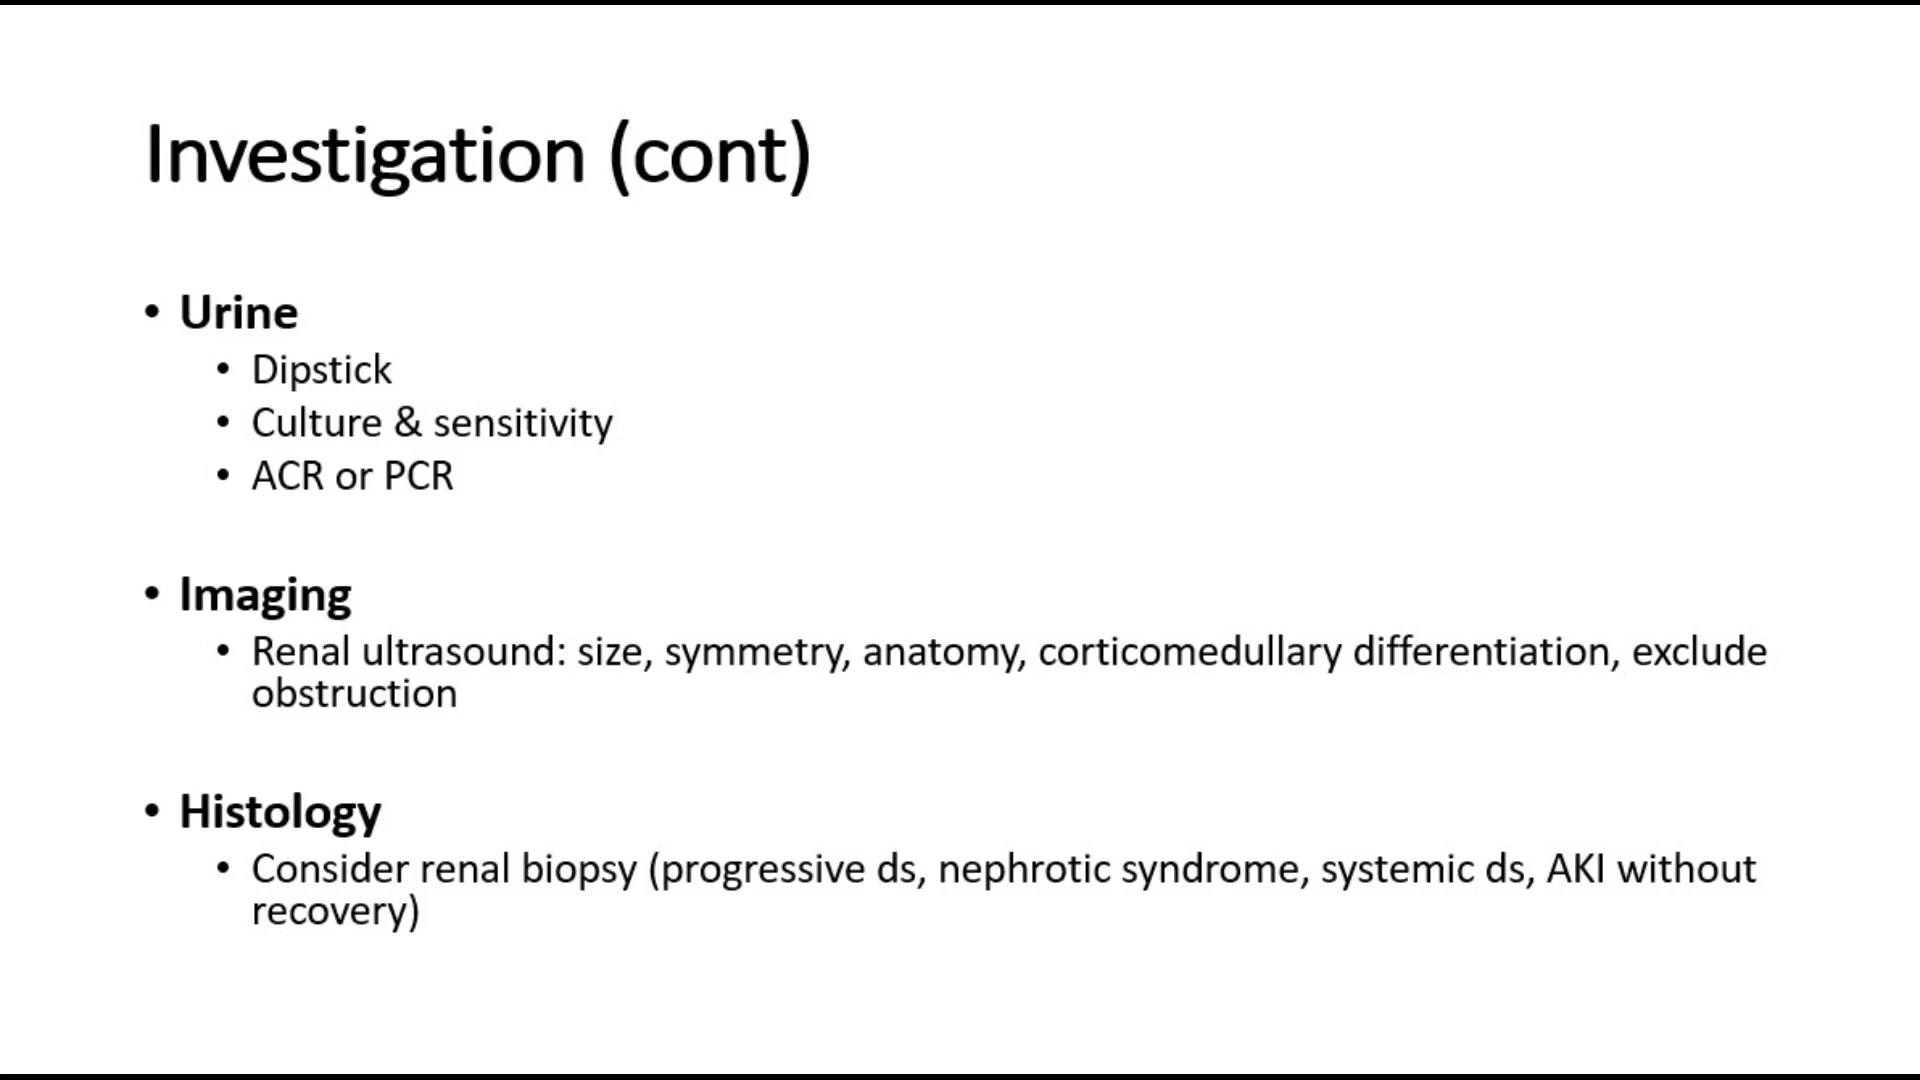 Investigation (cont)
• Urine
• Dipstick
• Culture & sensitivity
• ACR or PCR
• Imaging
• Renal ultrasound: size, symmetry, anatomy, corticomedullary differentiation, exclude
obstruction
• Histology
• Consider renal biopsy (progressive ds, nephrotic syndrome, systemic ds, AKI without
recovery)